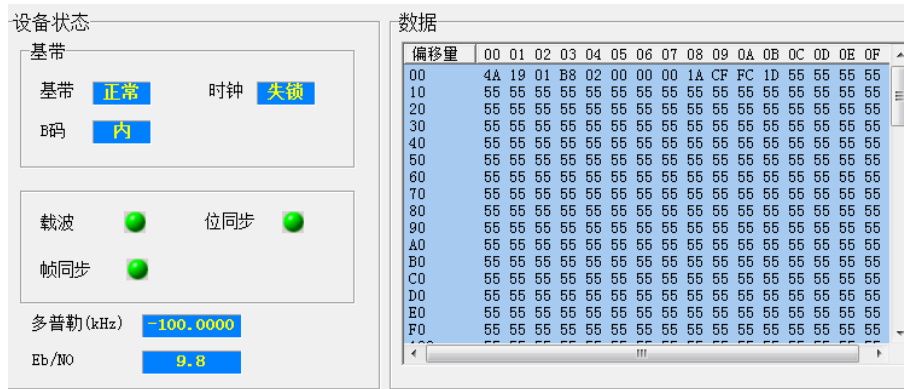 设备状态
基带
基带 正常 时钟 失锁
B码 内
载波 位同步
帧同步
多普勒(kHz) -100.0000
Eb/N0 9.8
数据
偏移量 00 01 02 03 04 05 06 07 08 09 0A 0B 0C 0D 0E 0F
00 4A 19 01 B8 02 00 00 00 1A CF FC 1D 55 55 55 55
10 55 55 55 55 55 55 55 55 55 55 55 55 55 55 55 55
20 55 55 55 55 55 55 55 55 55 55 55 55 55 55 55 55
30 55 55 55 55 55 55 55 55 55 55 55 55 55 55 55 55
40 55 55 55 55 55 55 55 55 55 55 55 55 55 55 55 55
50 55 55 55 55 55 55 55 55 55 55 55 55 55 55 55 55
60 55 55 55 55 55 55 55 55 55 55 55 55 55 55 55 55
70 55 55 55 55 55 55 55 55 55 55 55 55 55 55 55 55
80 55 55 55 55 55 55 55 55 55 55 55 55 55 55 55 55
90 55 55 55 55 55 55 55 55 55 55 55 55 55 55 55 55
A0 55 55 55 55 55 55 55 55 55 55 55 55 55 55 55 55
B0 55 55 55 55 55 55 55 55 55 55 55 55 55 55 55 55
C0 55 55 55 55 55 55 55 55 55 55 55 55 55 55 55 55
D0 55 55 55 55 55 55 55 55 55 55 55 55 55 55 55 55
E0 55 55 55 55 55 55 55 55 55 55 55 55 55 55 55 55
F0 55 55 55 55 55 55 55 55 55 55 55 55 55 55 55 55